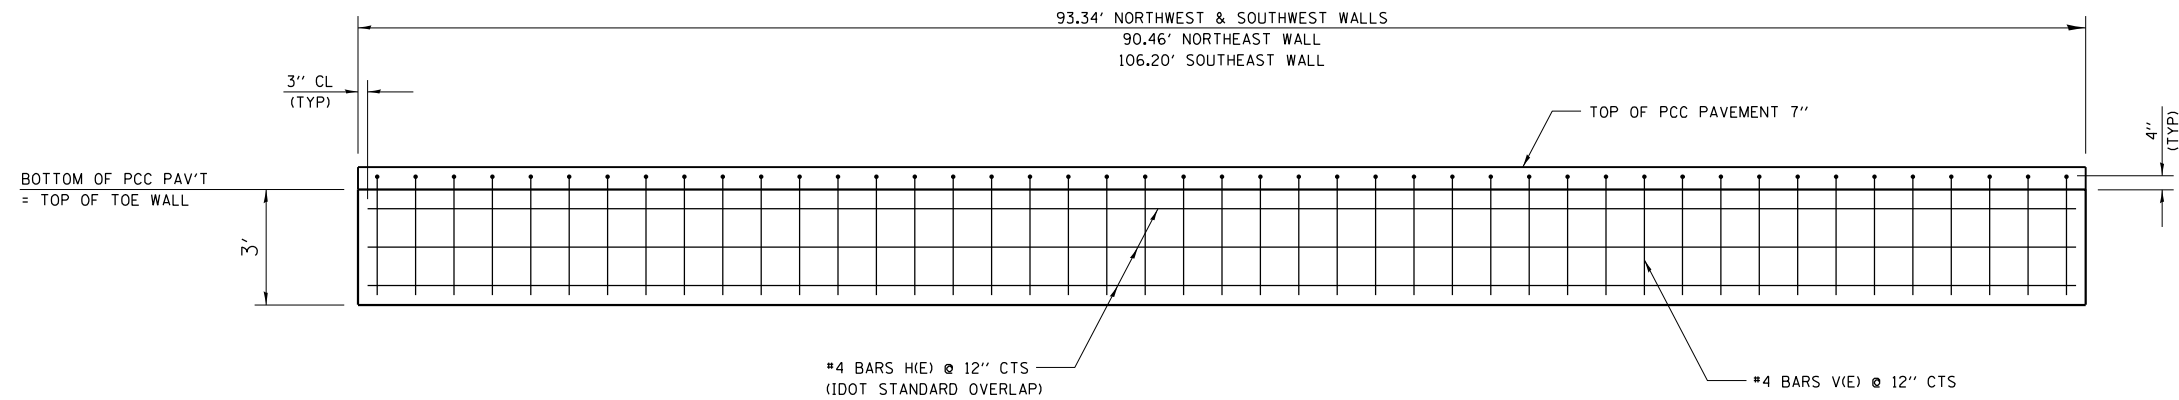 93.34' NORTHWEST & SOUTHWEST WALLS
90.46' NORTHEAST WALL
106.20' SOUTHEAST WALL
3'' CL
(TYP)
TOP OF PCC PAVEMENT 7''
4''
(TYP)
BOTTOM OF PCC PAV'T
= TOP OF TOE WALL
3'
#4 BARS H(E) @ 12'' CTS
(IDOT STANDARD OVERLAP)
#4 BARS V(E) @ 12'' CTS